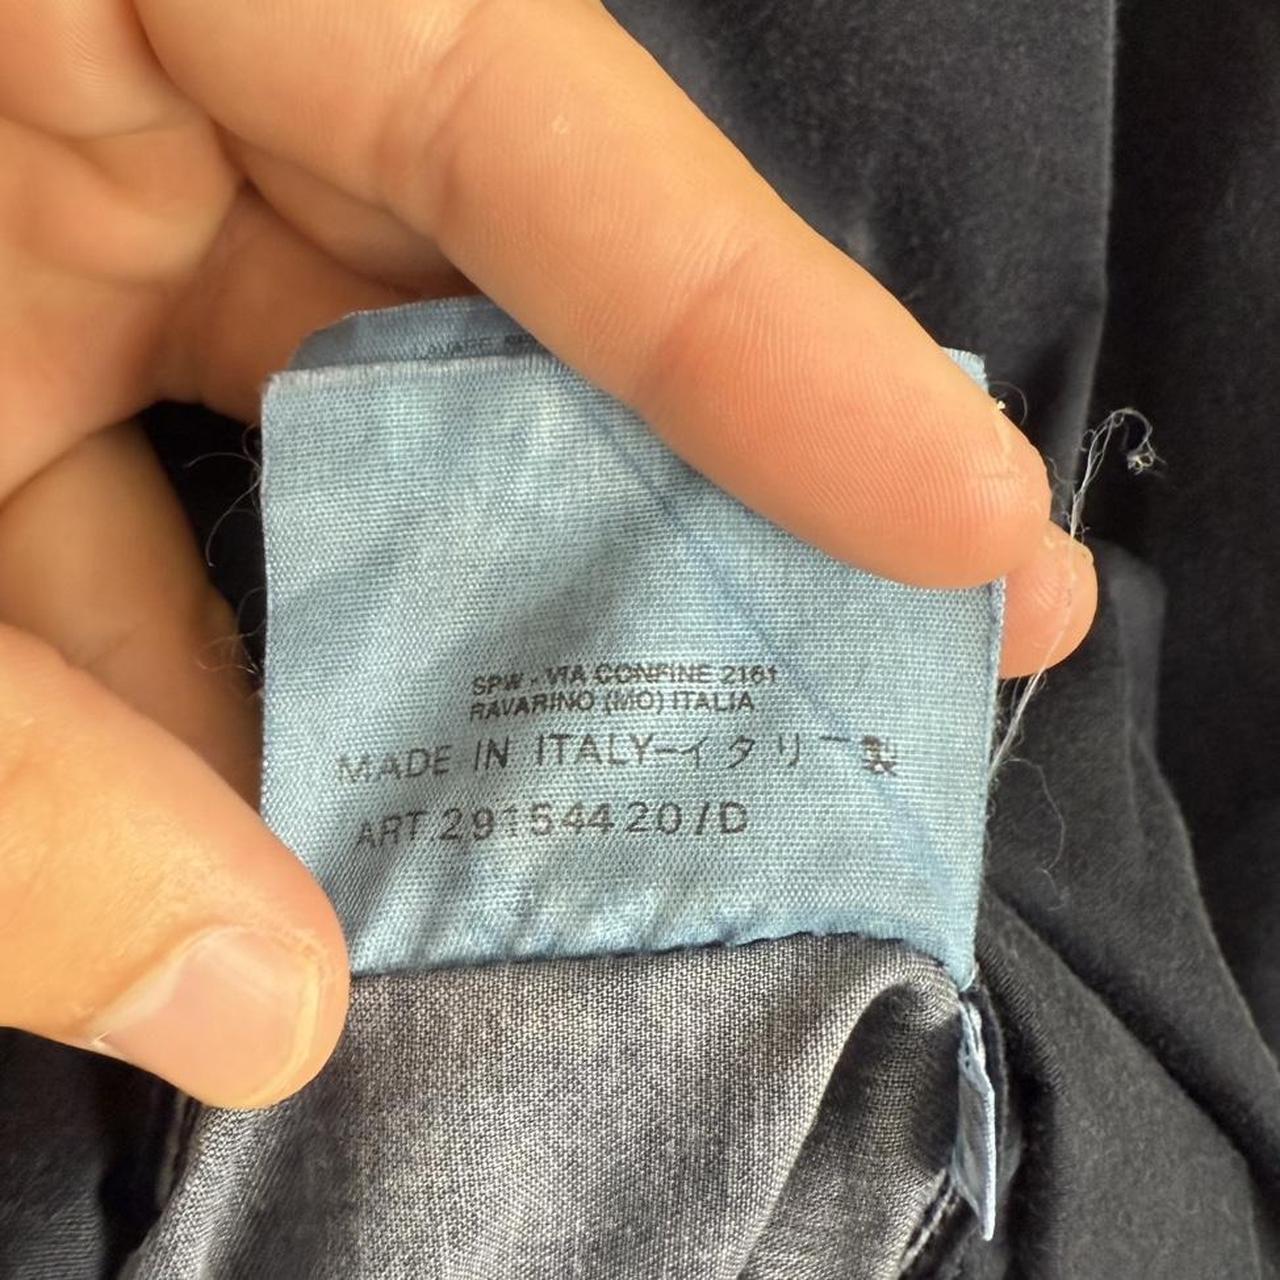 SPW - VIA CONFINE 2161
RAVARINO (MO) ITALIA
MADE IN ITALY-イタリー製
ART.29154420/D